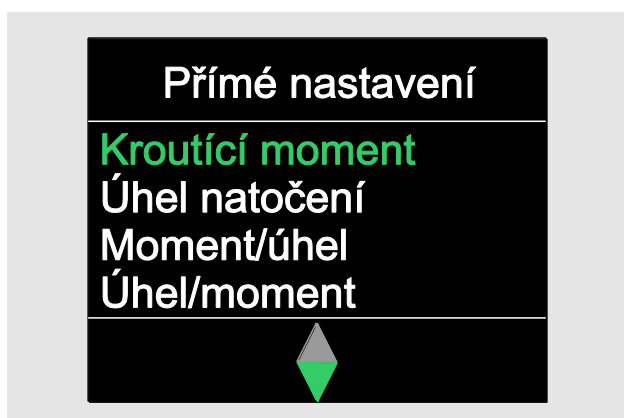 Přímé nastavení
Kroutící moment
Úhel natočení
Moment/úhel
Úhel/moment